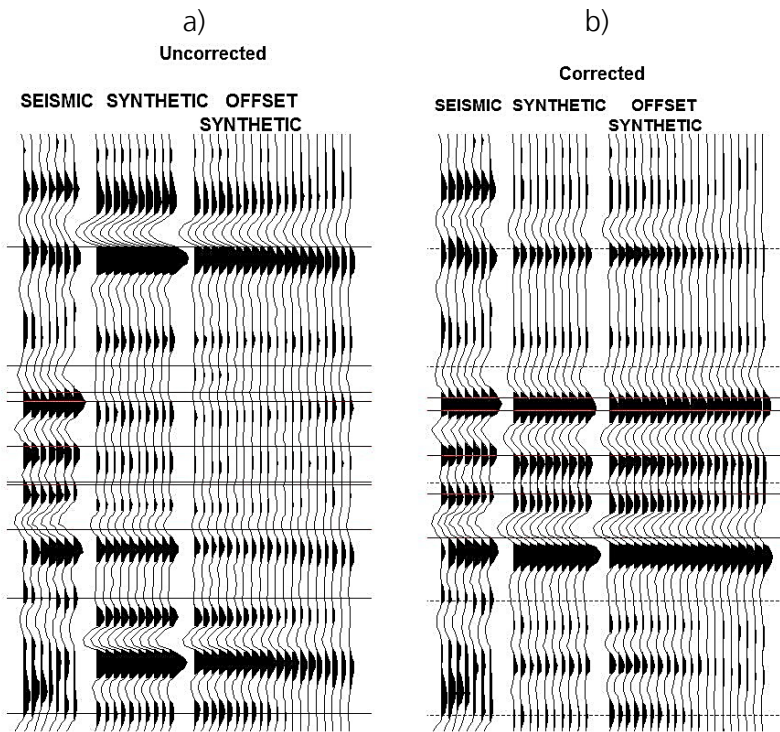 a)
Uncorrected
SEISMIC SYNTHETIC OFFSET
SYNTHETIC
b)
Corrected
SEISMIC SYNTHETIC OFFSET
SYNTHETIC